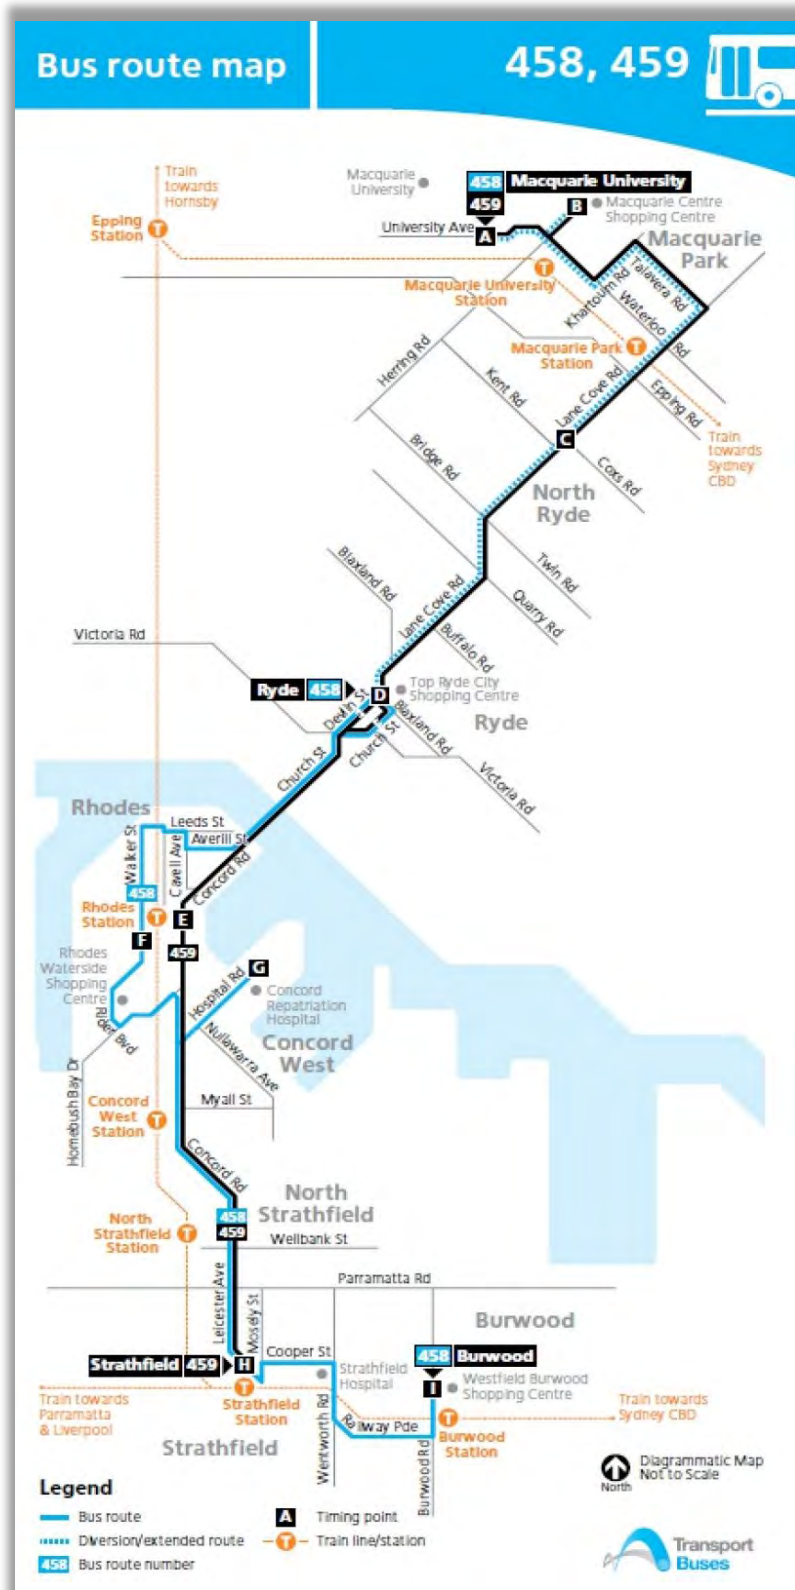 Bus route map
458, 459
Train
towards
Hornsby
Macquarie
University
458 Macquarie University
459
A
B
Macquarie Centre
Shopping Centre
Epping
Station
T
University Ave
Macquarie
Park
T
Macquarie University
Station
Khartoum Rd
Talavera Rd
Waterloo Rd
Macquarie Park
Station
T
Herring Rd
Kent Rd
Lane Cove Rd
Epping Rd
Train
towards
Sydney
CBD
C
Bridge Rd
Coxs Rd
North
Ryde
Twin Rd
Blaxland Rd
Lane Cove Rd
Quarry Rd
Buffalo Rd
Victoria Rd
Ryde 458
D
Top Ryde City
Shopping Centre
Devlin St
Blaxland Rd
Ryde
Church St
Church St
Victoria Rd
Rhodes
Leeds St
Averill St
Walker St
Cavell Ave
Concord Rd
458
Rhodes
Station
T
E
F
459
Rhodes
Waterside
Shopping
Centre
Hospital Rd
G
Concord
Repatriation
Hospital
Rider Blvd
Nullawarra Ave
Concord
West
Homebush Bay Dr
Concord
West
Station
T
Myall St
Concord Rd
North
Strathfield
458
459
North
Strathfield
Station
T
Wellbank St
Parramatta Rd
Leicester Ave
Mosely St
Burwood
Cooper St
458 Burwood
Strathfield 459
H
Strathfield
Hospital
I
Westfield Burwood
Shopping Centre
Train towards
Parramatta
& Liverpool
T
Strathfield
Station
Wentworth Rd
Railway Pde
T
Burwood
Station
Train towards
Sydney CBD
Strathfield
Burwood Rd
North
Diagrammatic Map
Not to Scale
Legend
Bus route
A Timing point
Diversion/extended route
T Train line/station
458 Bus route number
Transport
Buses